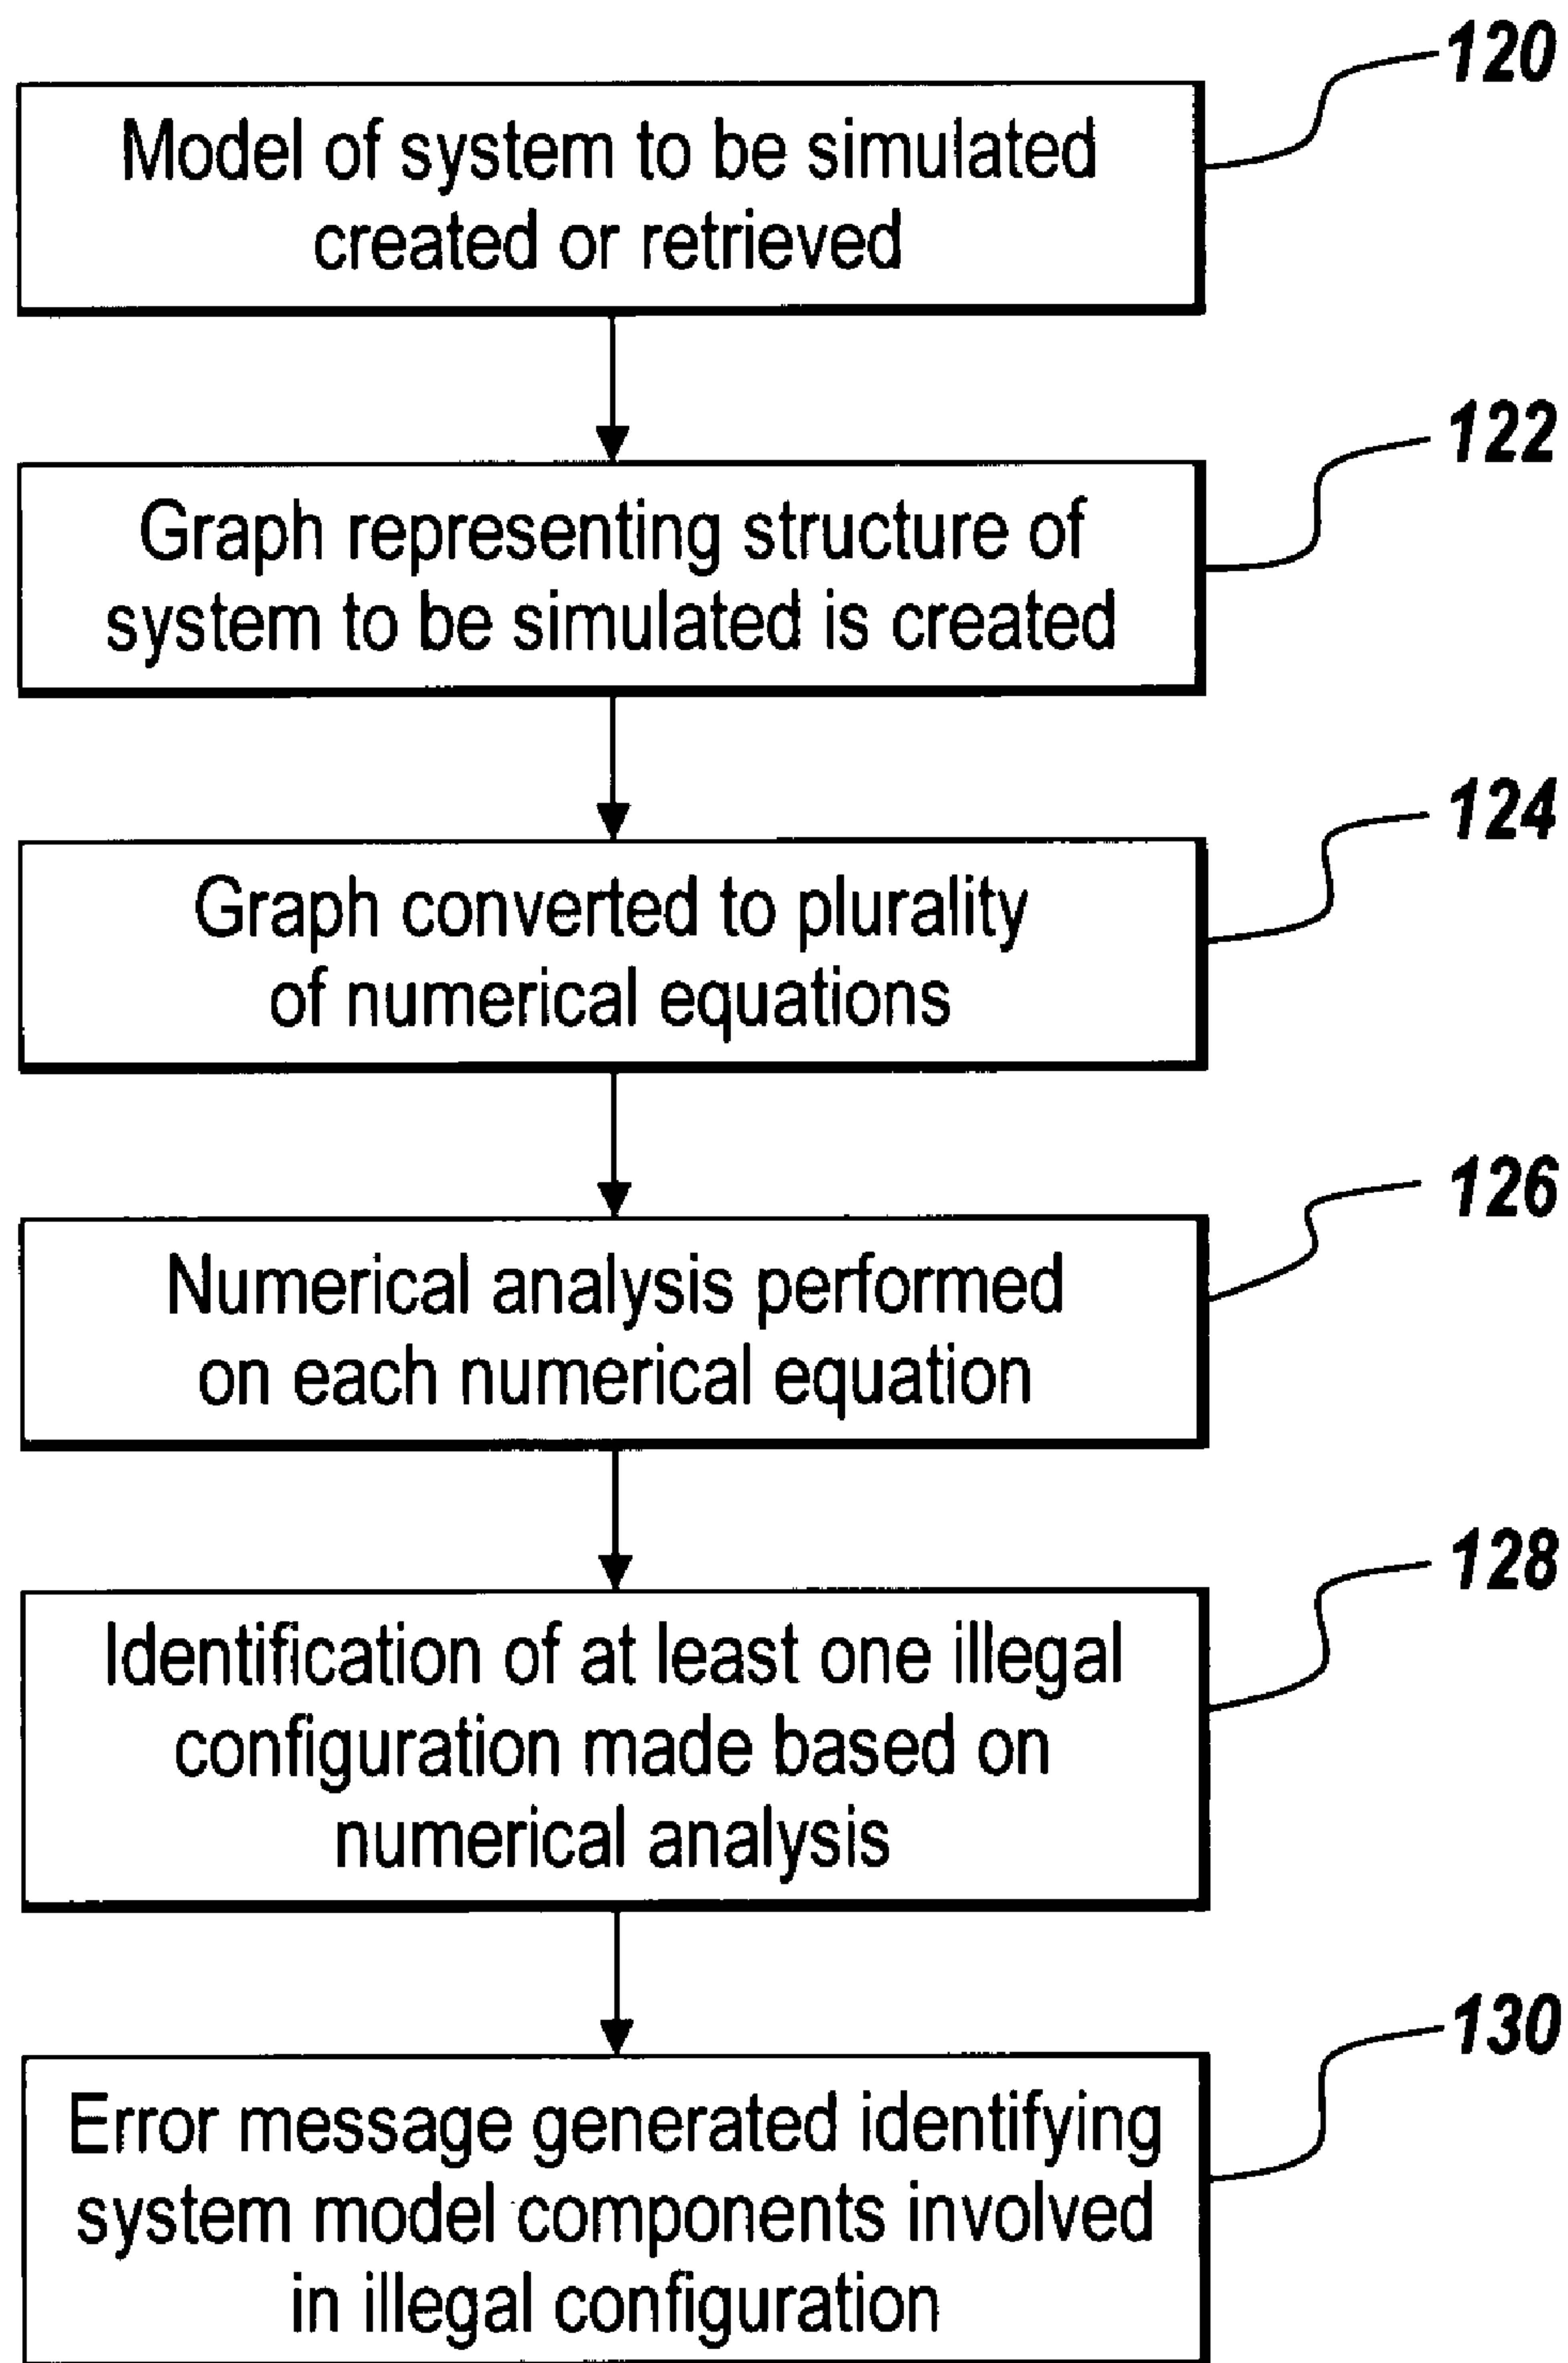 120
Model of system to be simulated
created or retrieved
122
Graph representing structure of
system to be simulated is created
124
Graph converted to plurality
of numerical equations
126
Numerical analysis performed
on each numerical equation
128
Identification of at least one illegal
configuration made based on
numerical analysis
130
Error message generated identifying
system model components involved
in illegal configuration